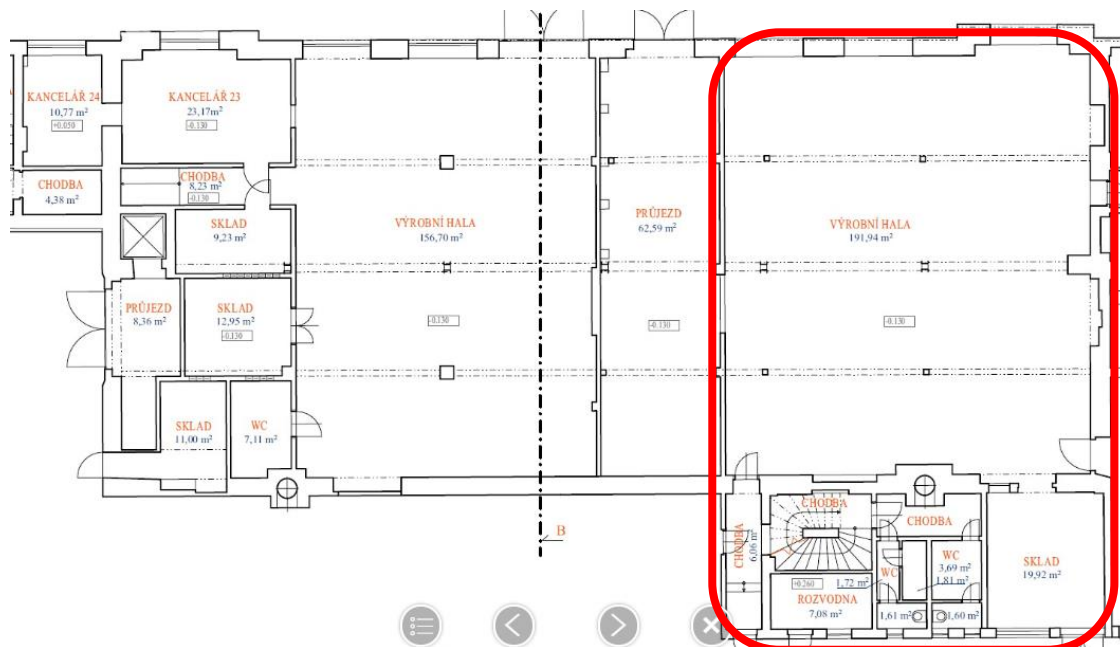 KANCELÁŘ 24
10,77 m²
+0.050
KANCELÁŘ 23
23,17m²
-0.130
CHODBA
4,38 m²
CHODBA
8,23 m²
-0.130
SKLAD
9,23 m²
VÝROBNÍ HALA
156,70 m²
-0.130
PRŮJEZD
62,59 m²
-0.130
VÝROBNÍ HALA
191,94 m²
-0.130
PRŮJEZD
8,36 m²
SKLAD
12,95 m²
-0.130
SKLAD
11,00 m²
WC
7,11 m²
B
CHODBA
6,06 m²
CHODBA
CHODBA
WC
1,72 m²
WC
3,69 m²
1,81 m²
SKLAD
19,92 m²
+0.260
ROZVODNA
7,08 m²
1,61 m²
1,60 m²